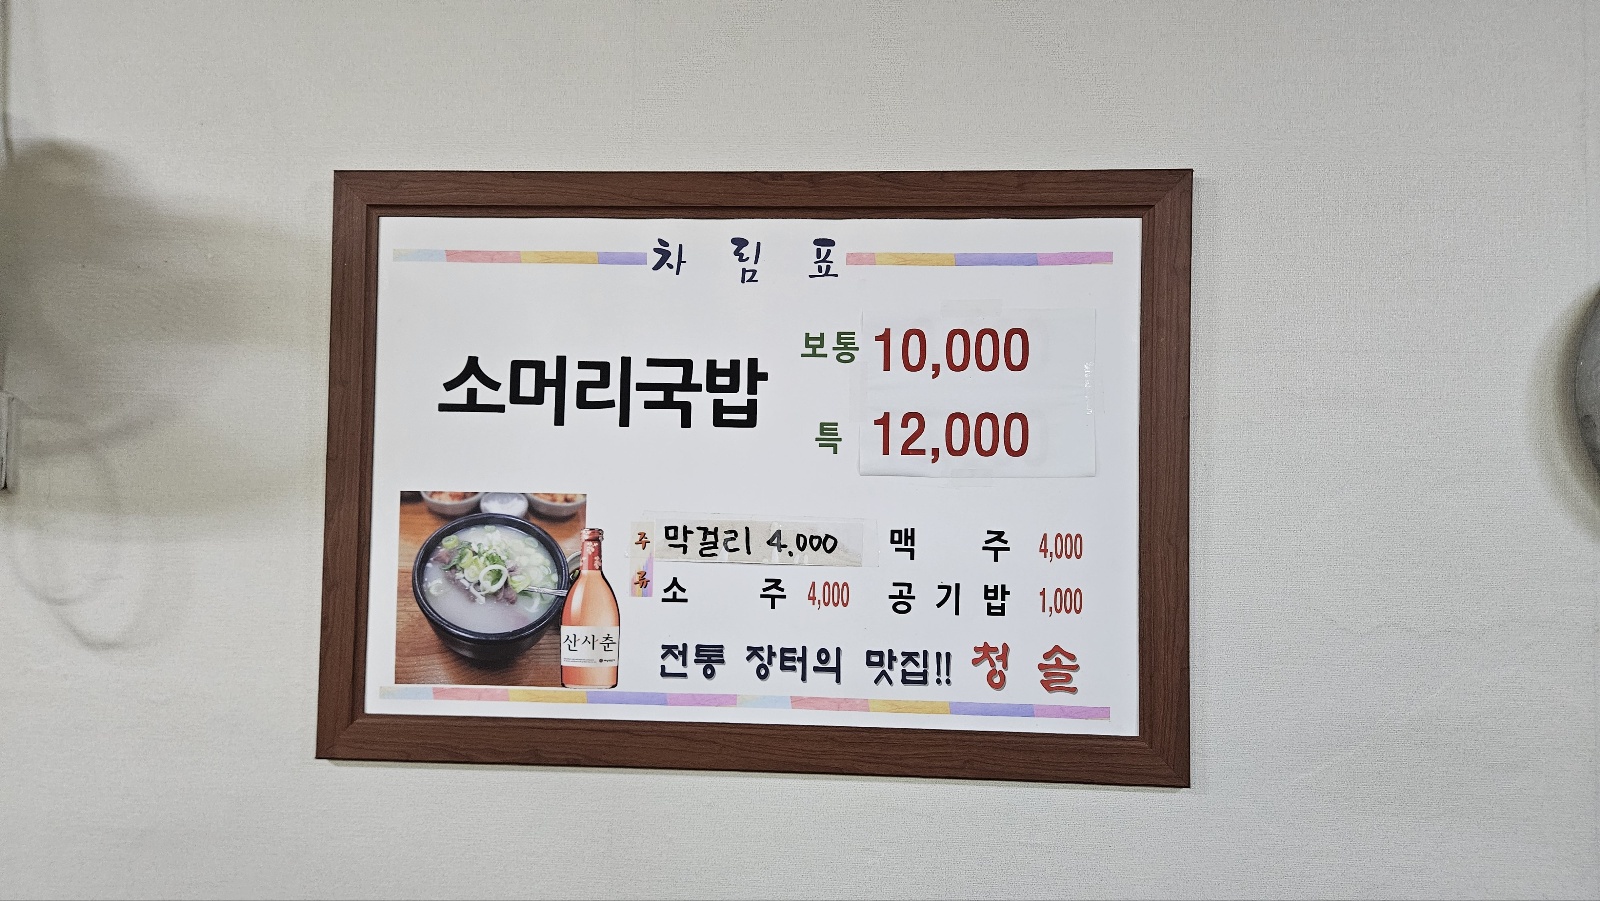 차 림 표
소머리국밥
보통 10,000
특 12,000
주류
막걸리 4.000
맥 주 4,000
소 주 4,000
공 기 밥 1,000
산사춘
전통 장터의 맛집!! 청 솔